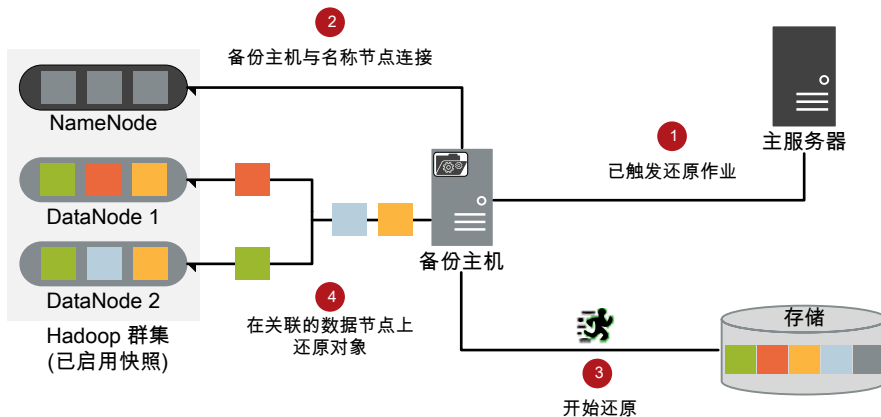 2
备份主机与名称节点连接
NameNode
1
已触发还原作业
主服务器
DataNode 1
DataNode 2
备份主机
Hadoop 群集
(已启用快照)
4
在关联的数据节点上
还原对象
存储
3
开始还原